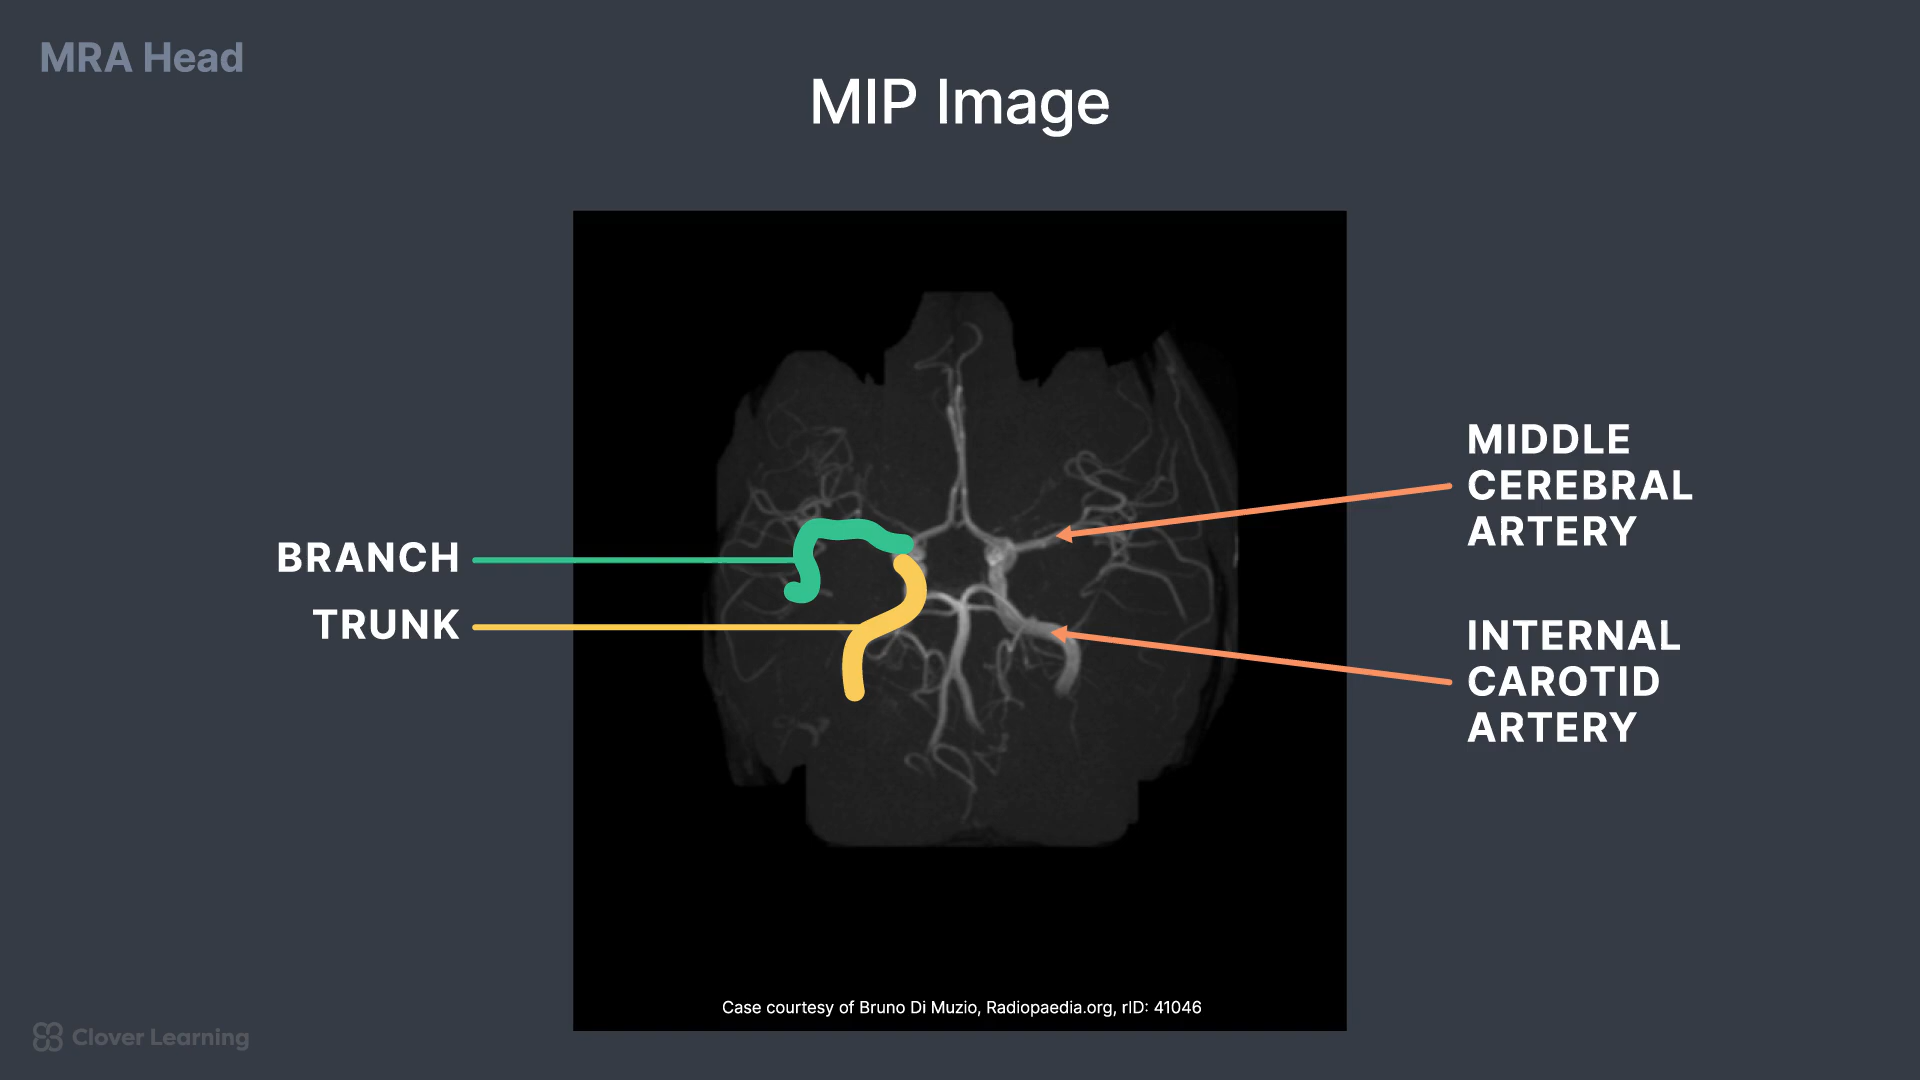 MRA Head
MIP Image
MIDDLE
CEREBRAL
ARTERY
BRANCH
TRUNK
INTERNAL
CAROTID
ARTERY
Case courtesy of Bruno Di Muzio, Radiopaedia.org, rID: 41046
Clover Learning